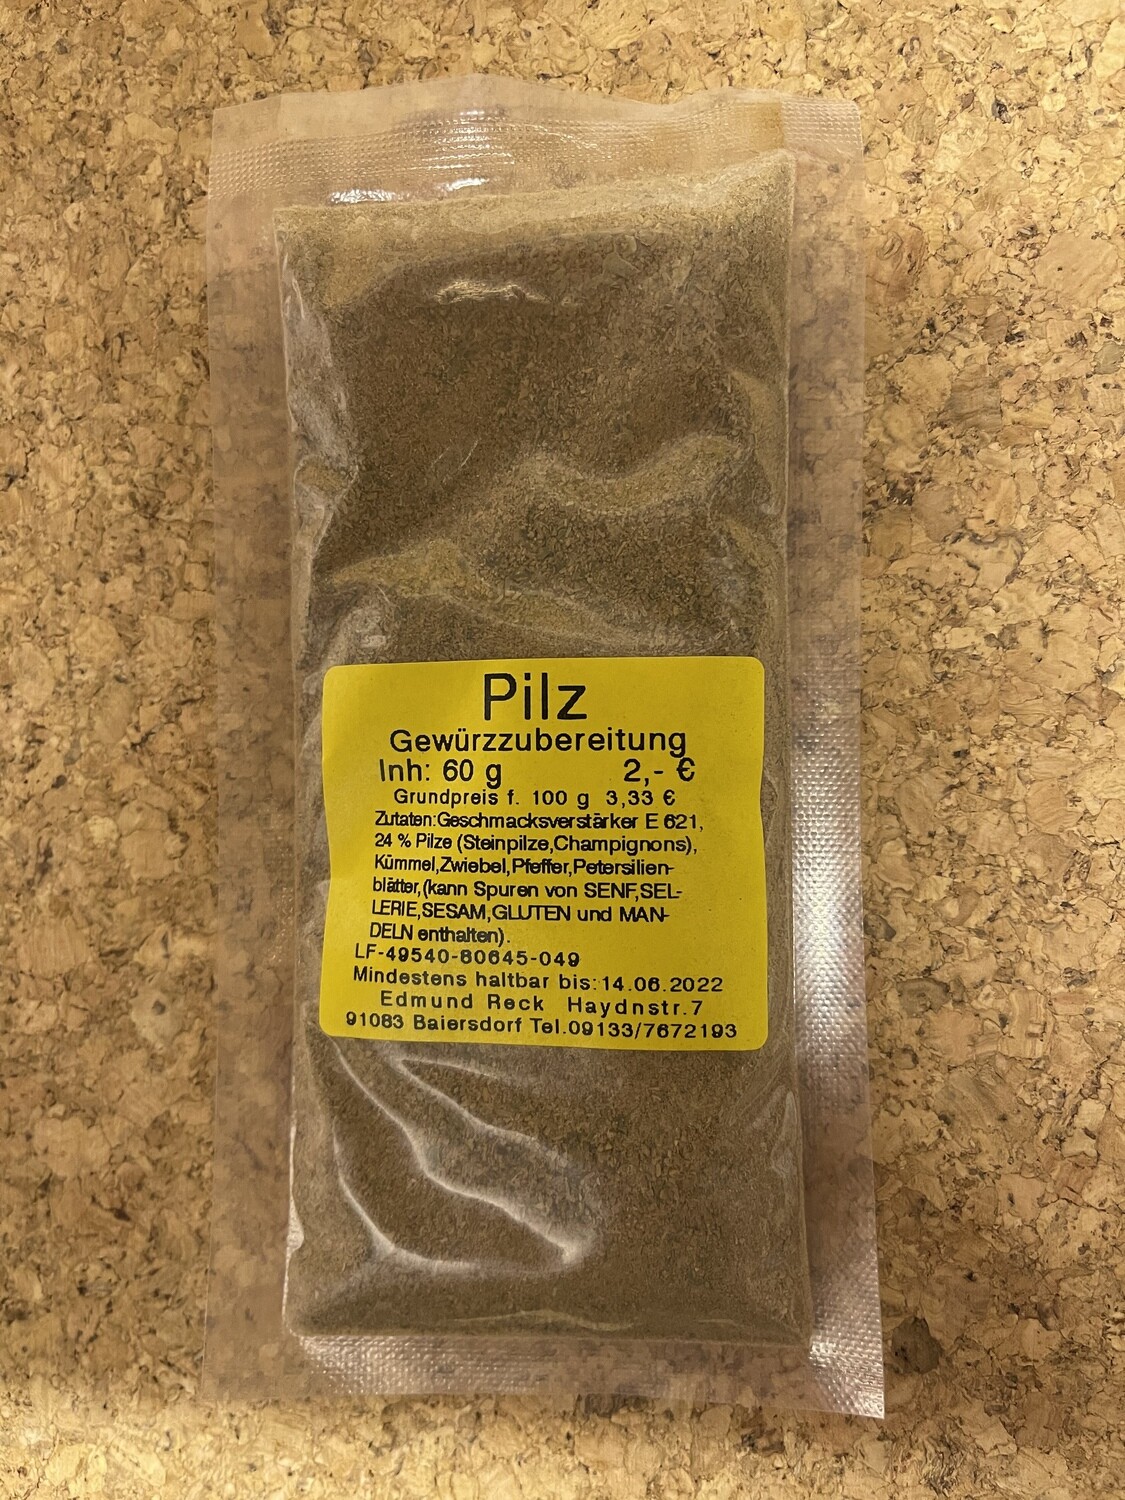 Pilz
Gewürzzubereitung
Inh: 60 g 2,- €
Grundpreis f. 100 g 3,33 €
Zutaten:Geschmacksverstärker E 621,
24 % Pilze (Steinpilze,Champignons),
Kümmel,Zwiebel,Pfeffer,Petersilien-
blätter,(kann Spuren von SENF,SEL-
LERIE,SESAM,GLUTEN und MAN-
DELN enthalten).
LF-49540-80645-049
Mindestens haltbar bis:14.06.2022
Edmund Reck Haydnstr.7
91083 Baiersdorf Tel.09133/7672193